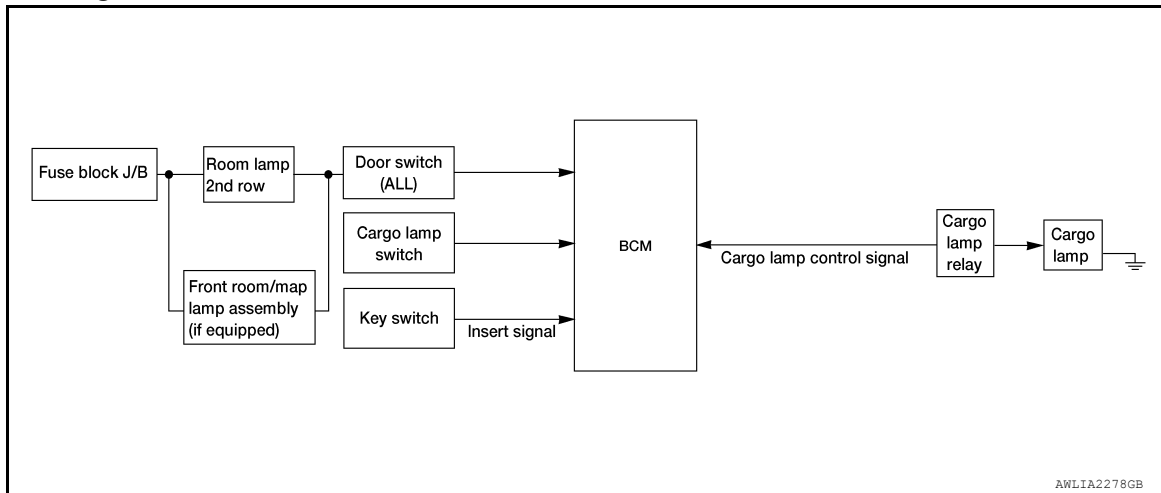 Fuse block J/B
Room lamp
2nd row
Front room/map
lamp assembly
(if equipped)
Door switch
(ALL)
Cargo lamp
switch
Key switch
Insert signal
BCM
Cargo lamp control signal
Cargo
lamp
relay
Cargo
lamp
AWLIA2278GB